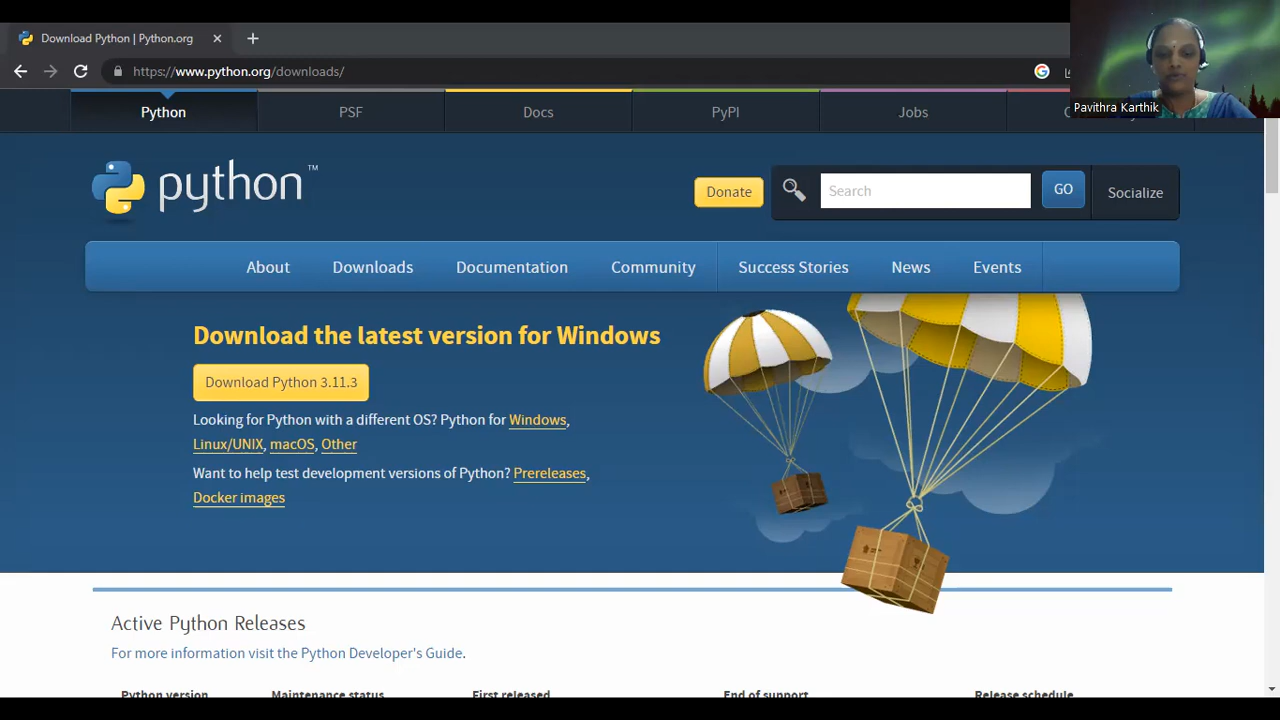 Download Python | Python.org
https://www.python.org/downloads/
Pavithra Karthik
Python PSF Docs PyPI Jobs
python™
Donate Search GO Socialize
About Downloads Documentation Community Success Stories News Events
Download the latest version for Windows
Download Python 3.11.3
Looking for Python with a different OS? Python for Windows,
Linux/UNIX, macOS, Other
Want to help test development versions of Python? Prereleases,
Docker images
Active Python Releases
For more information visit the Python Developer's Guide.
Python version Maintenance status First released End of support Release schedule